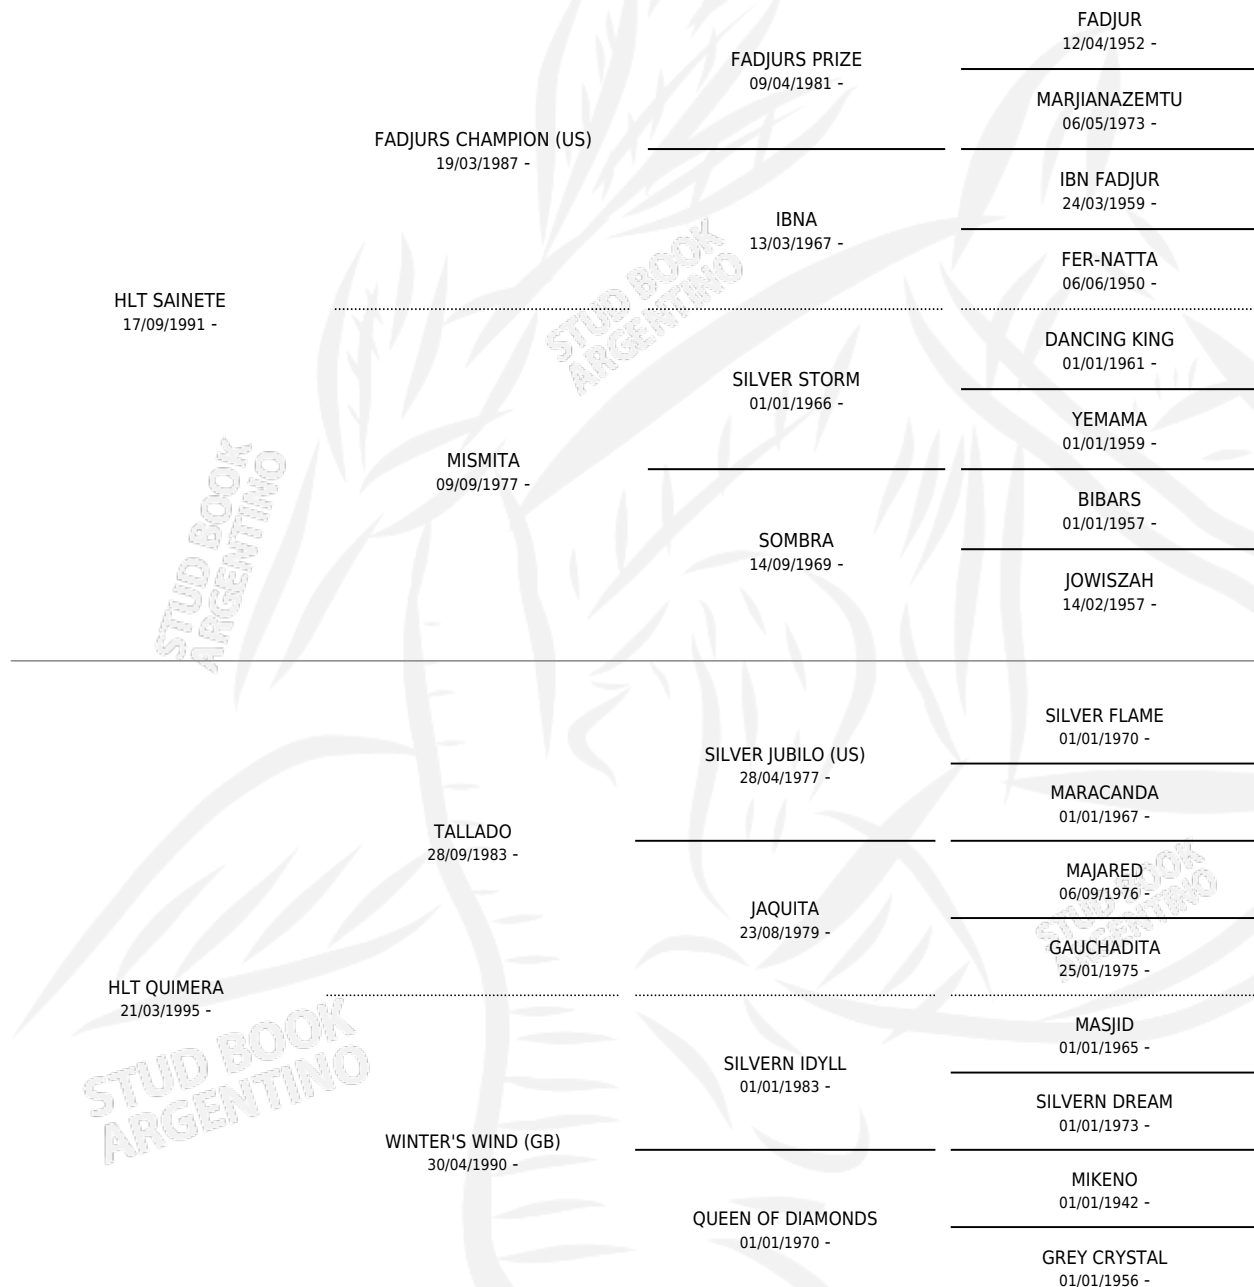 FADJUR
12/04/1952 -
FADJURS PRIZE
09/04/1981 -
MARJIANAZEMTU
06/05/1973 -
FADJURS CHAMPION (US)
19/03/1987 -
IBN FADJUR
24/03/1959 -
IBNA
13/03/1967 -
FER-NATTA
06/06/1950 -
HLT SAINETE
17/09/1991 -
DANCING KING
01/01/1961 -
SILVER STORM
01/01/1966 -
YEMAMA
01/01/1959 -
MISMITA
09/09/1977 -
BIBARS
01/01/1957 -
SOMBRA
14/09/1969 -
JOWISZAH
14/02/1957 -
SILVER FLAME
01/01/1970 -
SILVER JUBILO (US)
28/04/1977 -
MARACANDA
01/01/1967 -
TALLADO
28/09/1983 -
MAJARED
06/09/1976 -
JAQUITA
23/08/1979 -
GAUCHADITA
25/01/1975 -
HLT QUIMERA
21/03/1995 -
MASJID
01/01/1965 -
SILVERN IDYLL
01/01/1983 -
SILVERN DREAM
01/01/1973 -
WINTER'S WIND (GB)
30/04/1990 -
MIKENO
01/01/1942 -
QUEEN OF DIAMONDS
01/01/1970 -
GREY CRYSTAL
01/01/1956 -
STUD BOOK
ARGENTINO
STUD BOOK
ARGENTINO
STUD BOOK
ARGENTINO
STUD BOOK
ARGENTINO